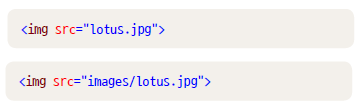 <img src="lotus.jpg">
<img src="images/lotus.jpg">